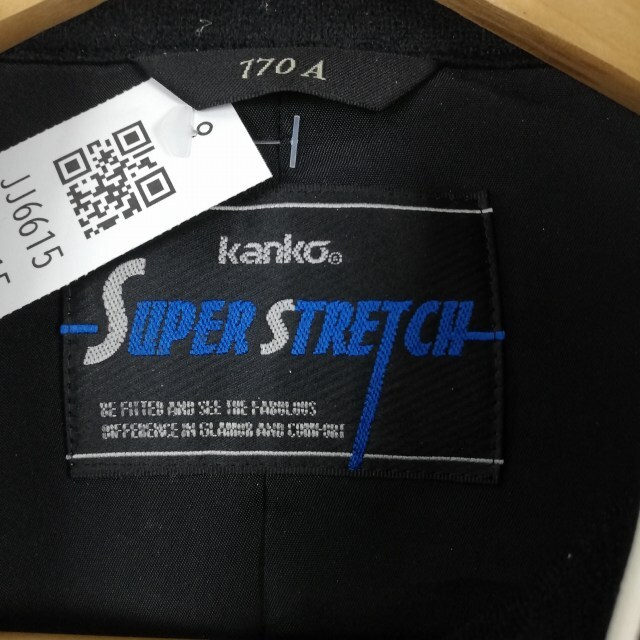 170 A
JJ6615
kanko®
SUPER STRETCH
BE FITTED AND SEE THE FABULOUS
DIFFERENCE IN GLAMOR AND COMFORT